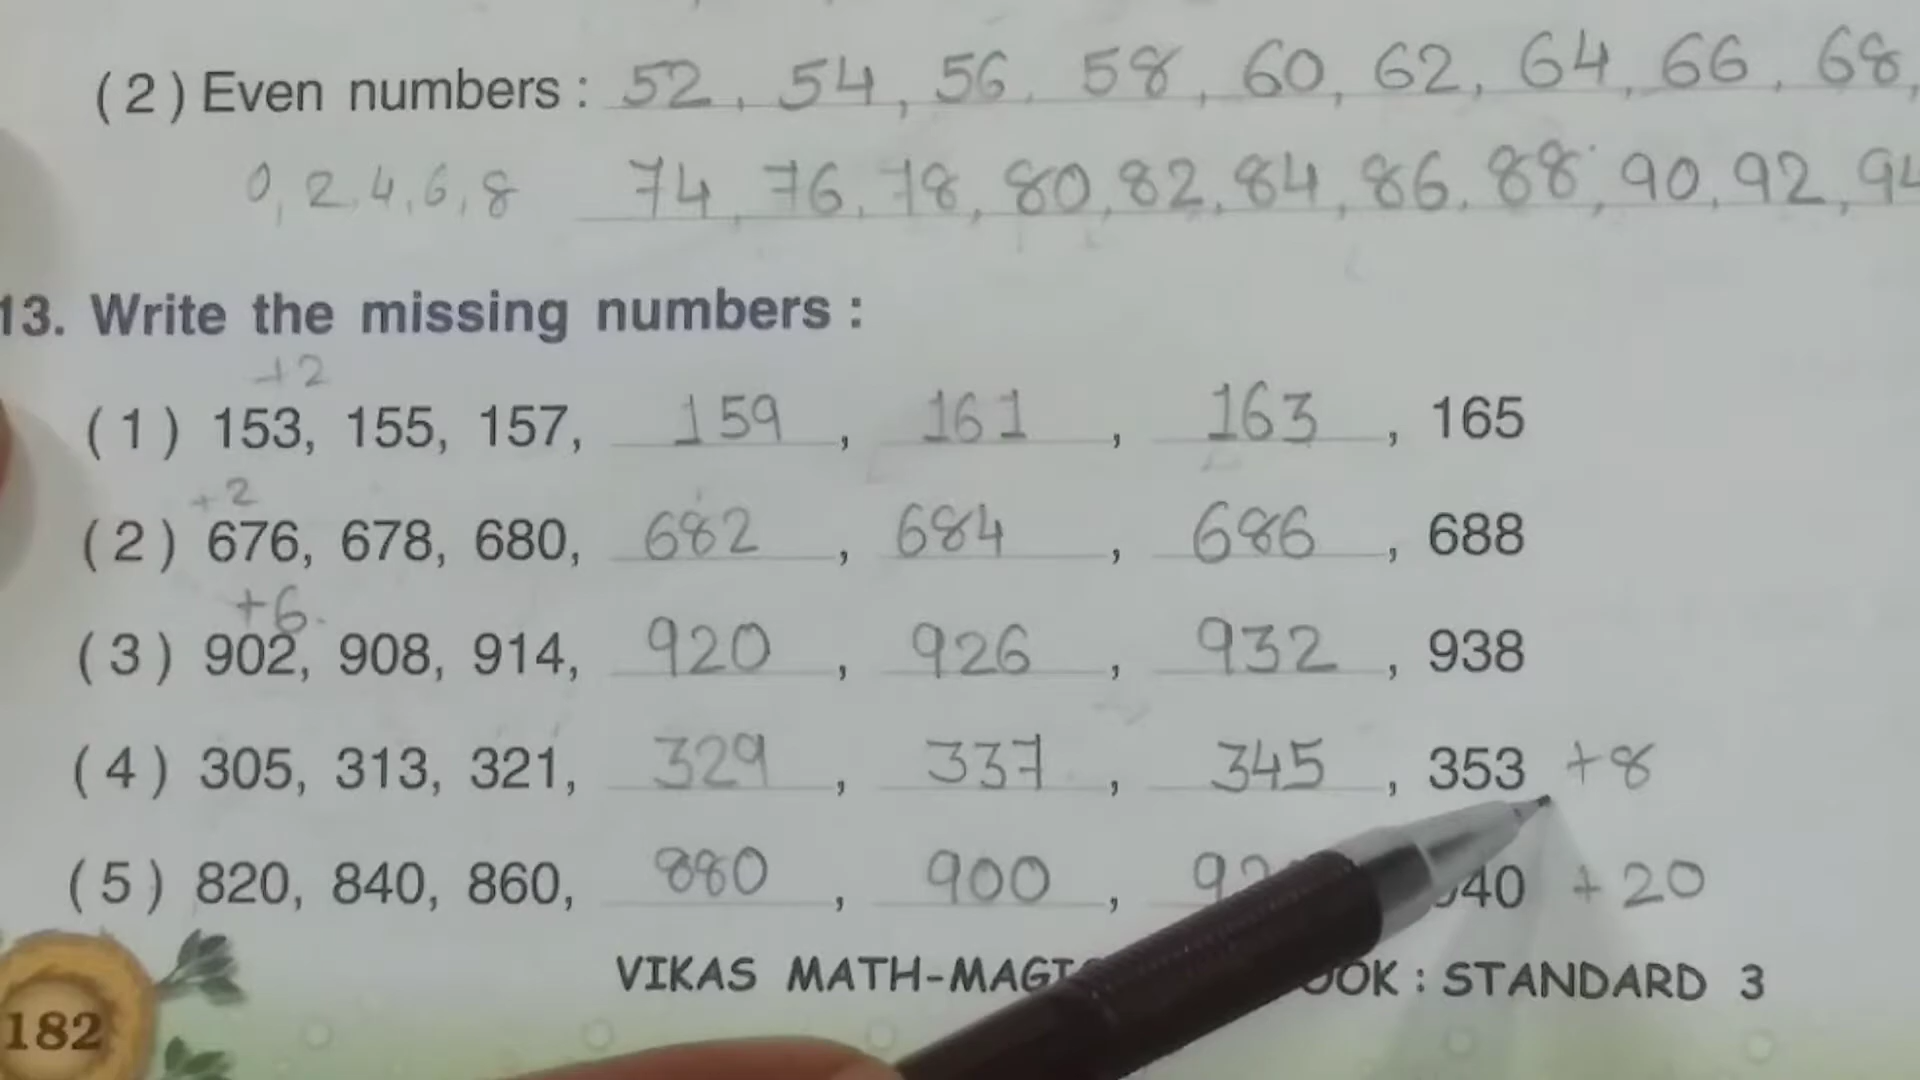 (2) Even numbers : 52, 54, 56, 58, 60, 62, 64, 66, 68,
0, 2, 4, 6, 8 74, 76, 78, 80, 82, 84, 86, 88, 90, 92, 94
13. Write the missing numbers :
+2
(1) 153, 155, 157, 159, 161, 163, 165
+2
(2) 676, 678, 680, 682, 684, 686, 688
+6
(3) 902, 908, 914, 920, 926, 932, 938
(4) 305, 313, 321, 329, 337, 345, 353 +8
(5) 820, 840, 860, 880, 900, +20
VIKAS : STANDARD 3
182